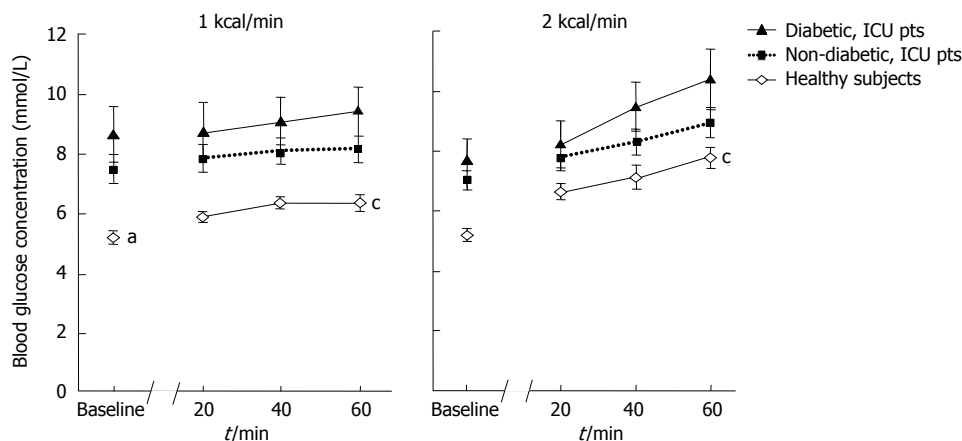 1 kcal/min
2 kcal/min
Diabetic, ICU pts
Non-diabetic, ICU pts
Healthy subjects
Blood glucose concentration (mmol/L)
12
10
8
6
4
2
0
a
c
c
Baseline
20
40
60
Baseline
20
40
60
t/min
t/min